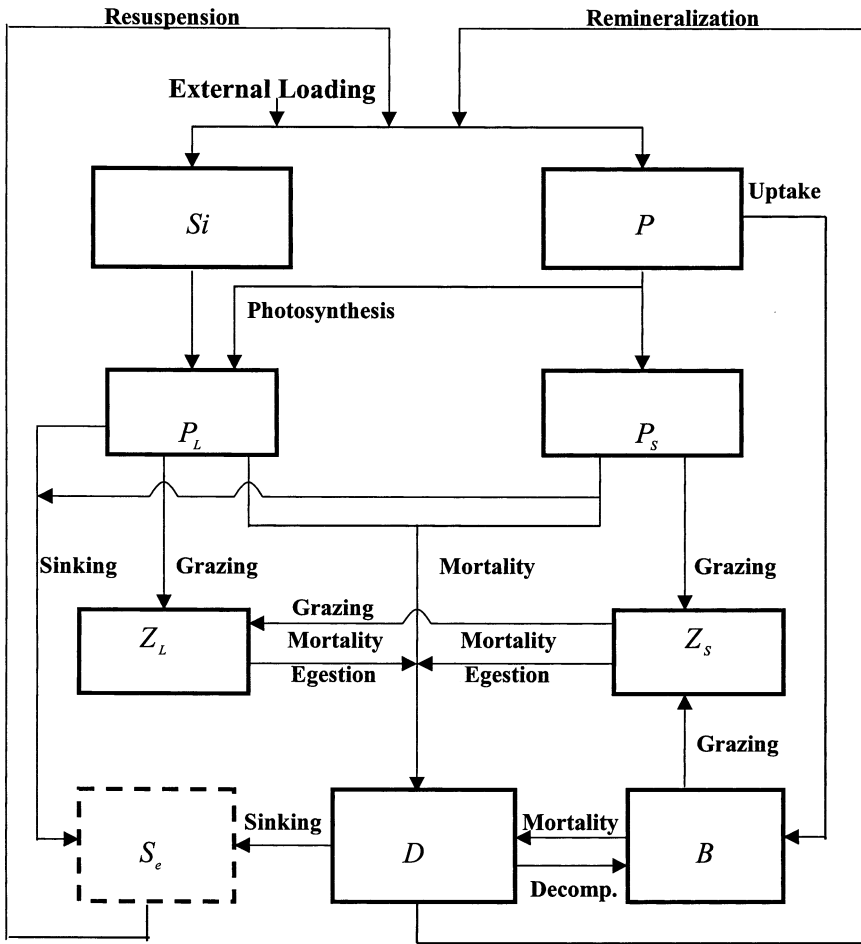 Resuspension
Remineralization
External Loading
Si
P
Uptake
Photosynthesis
P_L
P_S
Sinking
Grazing
Mortality
Grazing
Grazing
Z_L
Mortality
Egestion
Mortality
Egestion
Z_S
Grazing
S_e
Sinking
D
Mortality
Decomp.
B